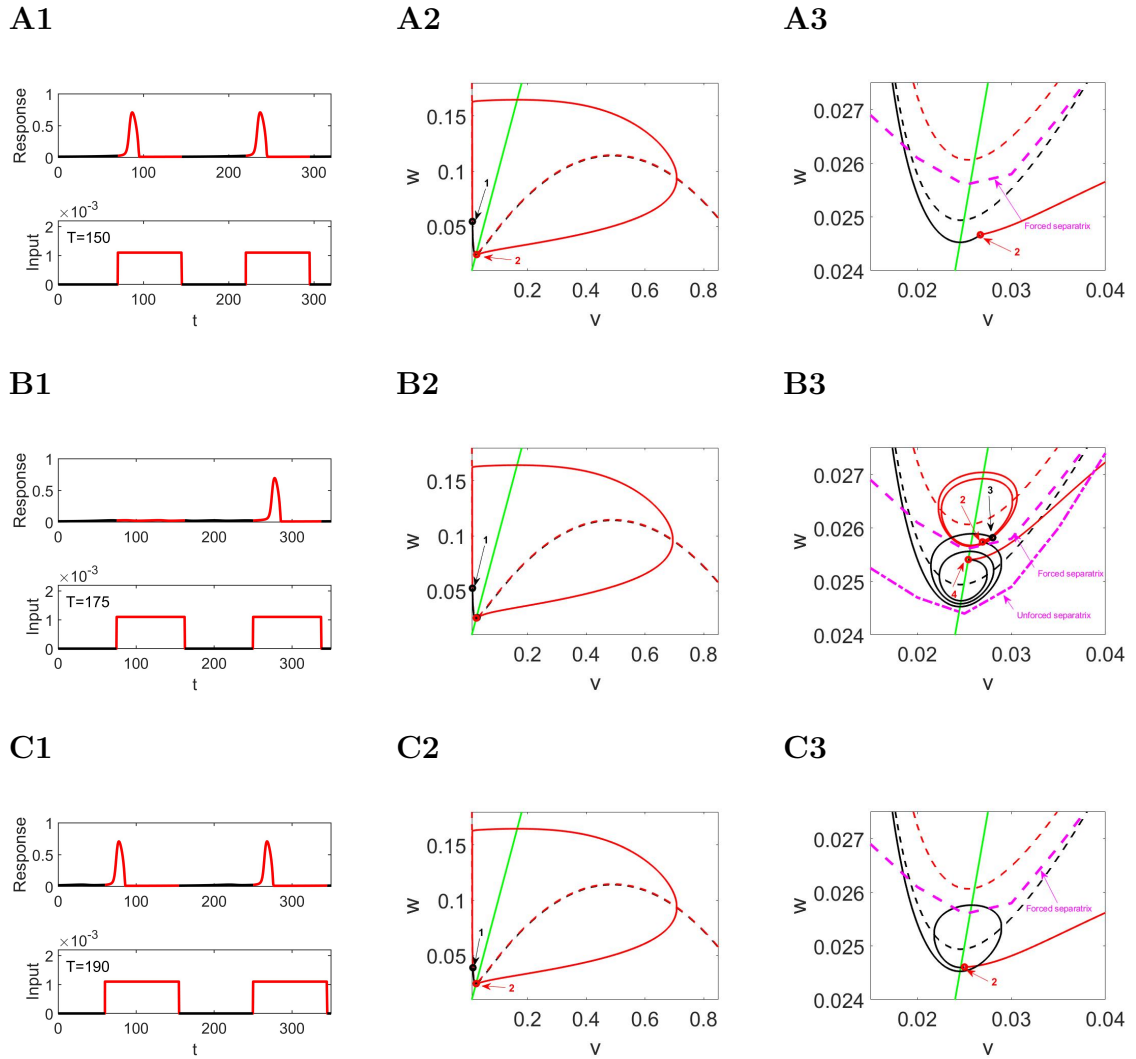 A1
A2
A3
Response
1
0.5
0
100
200
300
×10⁻³
Input
2
1
0
T=150
0
100
200
300
t
w
0.15
0.1
0.05
1
2
0.2
0.4
0.6
0.8
v
w
0.027
0.026
0.025
0.024
Forced separatrix
2
0.02
0.03
0.04
v
B1
B2
B3
Response
1
0.5
0
0
100
200
300
×10⁻³
Input
2
1
0
T=175
0
100
200
300
t
w
0.15
0.1
0.05
1
0.2
0.4
0.6
0.8
v
w
0.027
0.026
0.025
0.024
2
3
4
Forced separatrix
Unforced separatrix
0.02
0.03
0.04
v
C1
C2
C3
Response
1
0.5
0
0
100
200
300
×10⁻³
Input
2
1
0
T=190
0
100
200
300
t
w
0.15
0.1
0.05
1
2
0.2
0.4
0.6
0.8
v
w
0.027
0.026
0.025
0.024
Forced separatrix
2
0.02
0.03
0.04
v